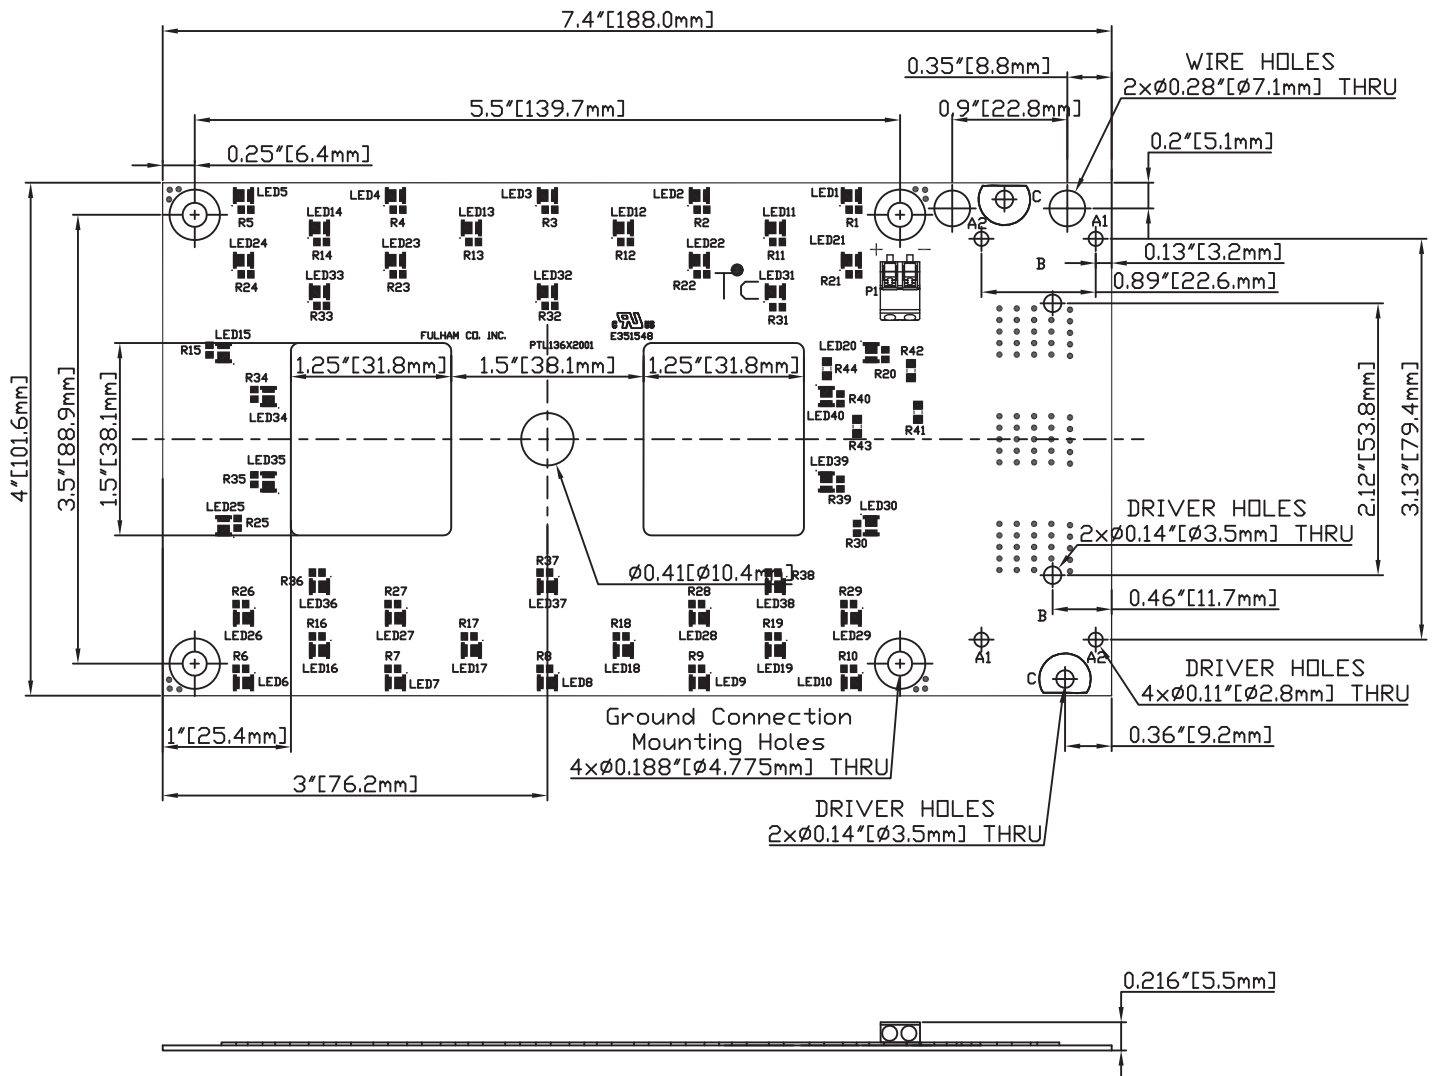 7.4"[188.0mm]
0.35"[8.8mm]
WIRE HOLES
2xø0.28"[ø7.1mm] THRU
5.5"[139.7mm]
0.9"[22.8mm]
0.2"[5.1mm]
0.25"[6.4mm]
LED5 LED4 LED3 LED2 LED1 C
R5 R4 R3 R2 R1
LED14 LED13 LED12 LED11 A2 A1
R14 R13 R12 R11
LED24 LED23 LED22 LED21 + - B 0.13"[3.2mm]
R24 R23 R22 R21
LED33 LED32 LED31 P1 0.89"[22.6.mm]
R33 R32 R31
FULHAM CO. INC. E351548
PTL136X2001
LED15 LED20 R42
R15 R44 R20
1.25"[31.8mm] 1.5"[38.1mm] 1.25"[31.8mm]
R34 R40
LED34 LED40
R43 R41
4"[101.6mm]
3.5"[88.9mm]
1.5"[38.1mm]
2.12"[53.8mm]
3.13"[79.4mm]
LED35 LED39
R35 R39
LED25 LED30
R25 R30
DRIVER HOLES
2xø0.14"[ø3.5mm] THRU
R37
R36 ø0.41[ø10.4mm] R38
LED36 LED37 LED38
R26 R27 R28 R29 0.46"[11.7mm]
LED26 LED27 LED28 LED29 B
R16 R17 R18 R19
LED16 LED17 LED18 LED19 A1 A2
R6 R7 R8 R9 R10
LED6 LED7 LED8 LED9 LED10 C
DRIVER HOLES
4xø0.11"[ø2.8mm] THRU
Ground Connection
Mounting Holes
4xø0.188"[ø4.775mm] THRU
1"[25.4mm]
0.36"[9.2mm]
3"[76.2mm]
DRIVER HOLES
2xø0.14"[ø3.5mm] THRU
0.216"[5.5mm]